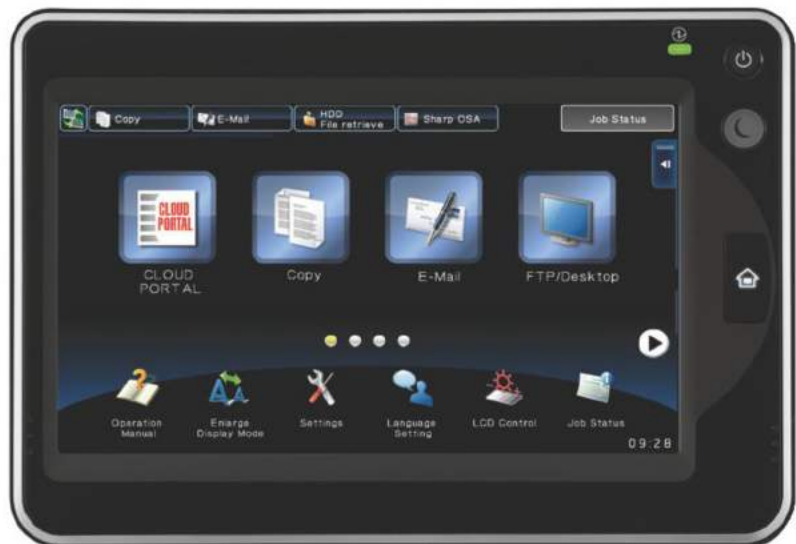 Copy
E-Mail
HDD
File retrieve
Sharp OSA
Job Status
CLOUD
PORTAL
CLOUD
PORTAL
Copy
E-Mail
FTP/Desktop
Operation
Manual
Enlarge
Display Mode
Settings
Language
Setting
LCD Control
Job Status
09:28